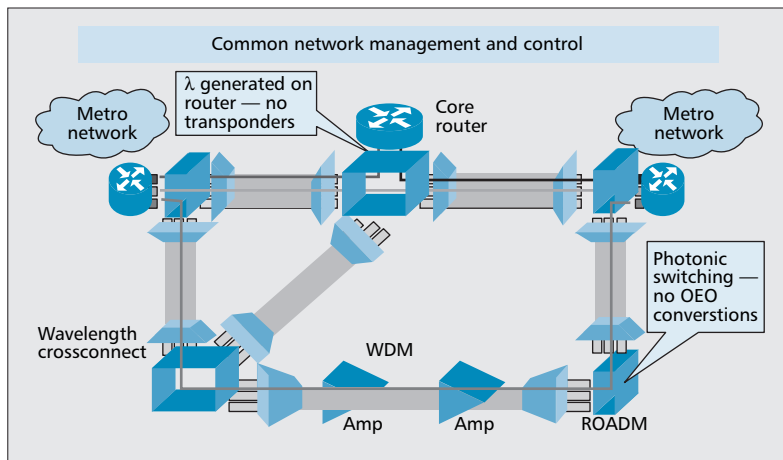 Common network management and control
λ generated on
router — no
transponders
Core
router
Metro
network
Metro
network
Photonic
switching —
no OEO
converstions
Wavelength
crossconnect
WDM
Amp
Amp
ROADM